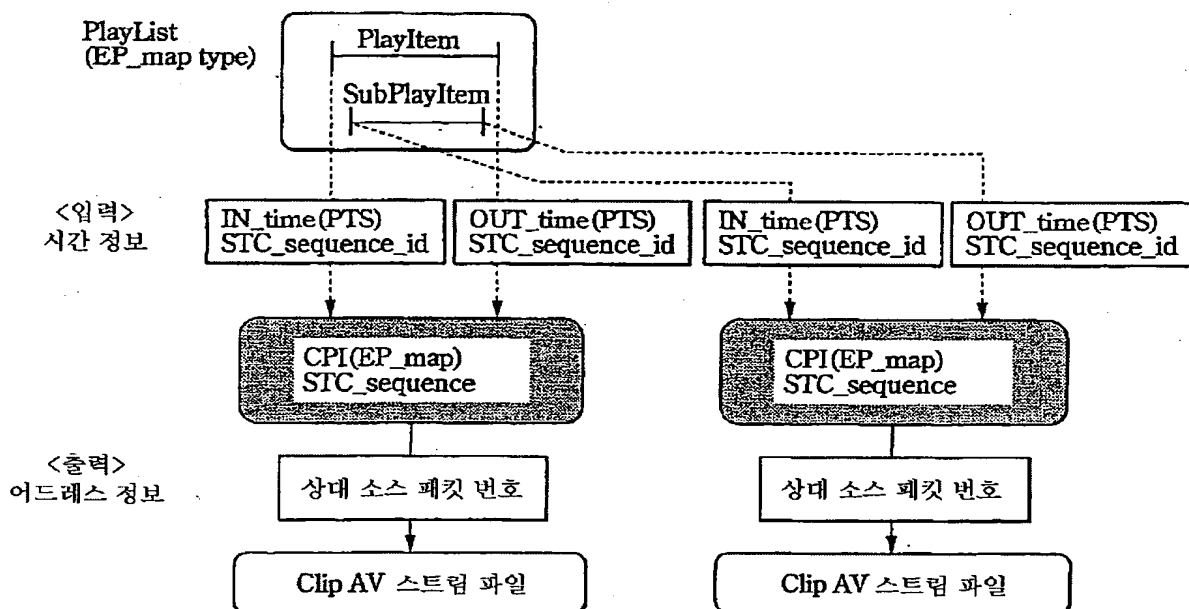 PlayList
(EP_map type)
PlayItem
SubPlayItem
<입력>
시간 정보
IN_time(PTS)
STC_sequence_id
OUT_time(PTS)
STC_sequence_id
IN_time(PTS)
STC_sequence_id
OUT_time(PTS)
STC_sequence_id
CPI(EP_map)
STC_sequence
CPI(EP_map)
STC_sequence
<출력>
어드레스 정보
상대 소스 패킷 번호
상대 소스 패킷 번호
Clip AV 스트림 파일
Clip AV 스트림 파일